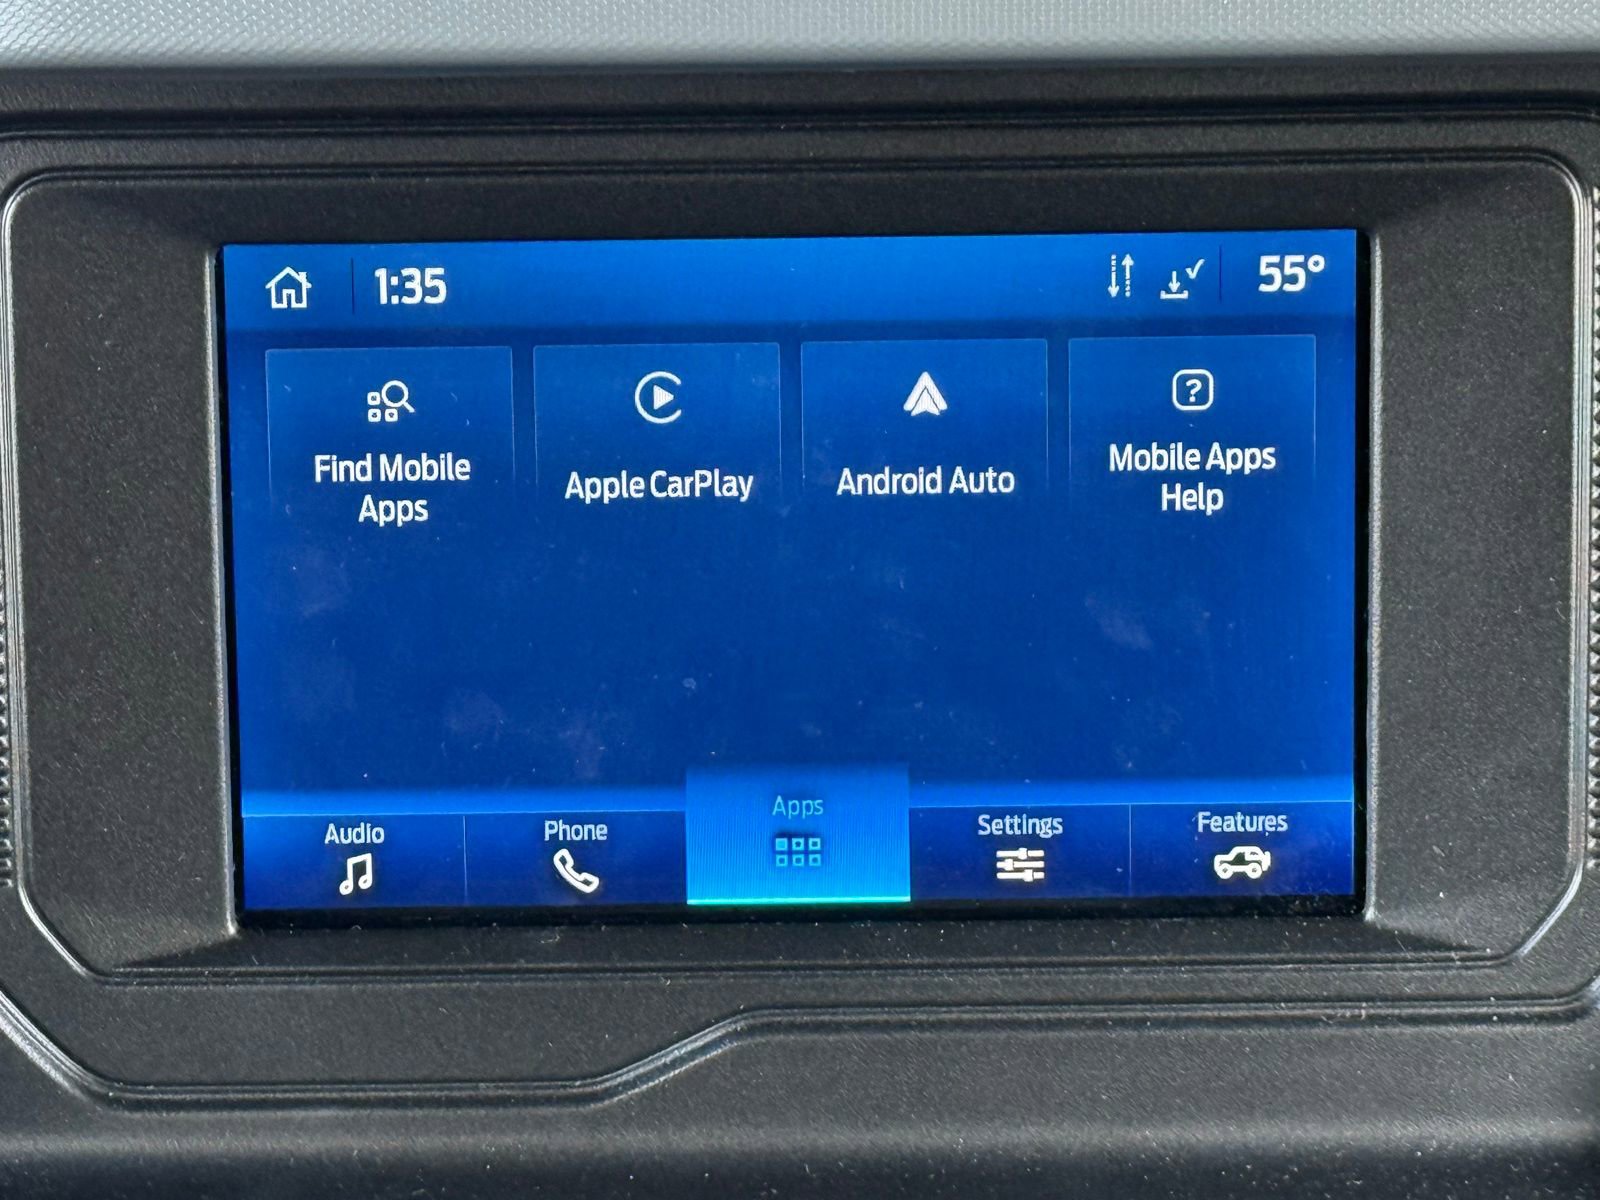 1:35
55°
Find Mobile
Apps
Apple CarPlay
Android Auto
Mobile Apps
Help
Audio
Phone
Apps
Settings
Features